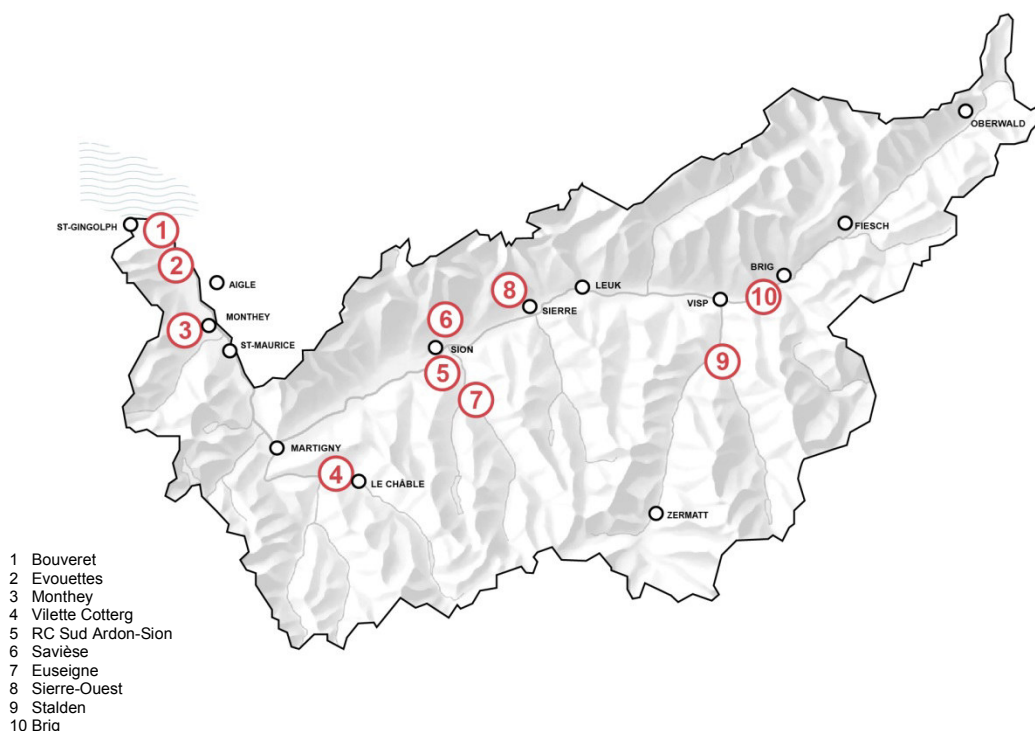 OBERWALD
ST-GINGOLPH
1
FIESCH
2
AIGLE
BRIG
LEUK
10
VISP
8
SIERRE
MONTHEY
3
6
ST-MAURICE
SION
5
9
7
MARTIGNY
4
LE CHÂBLE
ZERMATT
1 Bouveret
2 Evouettes
3 Monthey
4 Vilette Cotterg
5 RC Sud Ardon-Sion
6 Savièse
7 Euseigne
8 Sierre-Ouest
9 Stalden
10 Brig